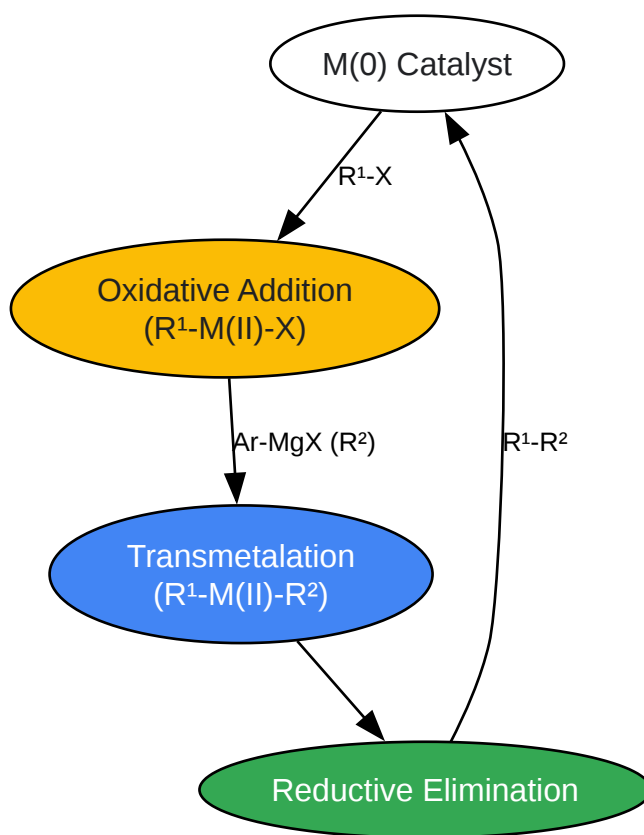 M(0) Catalyst
R¹-X
Oxidative Addition
(R¹-M(II)-X)
Ar-MgX (R²)
R¹-R²
Transmetalation
(R¹-M(II)-R²)
Reductive Elimination